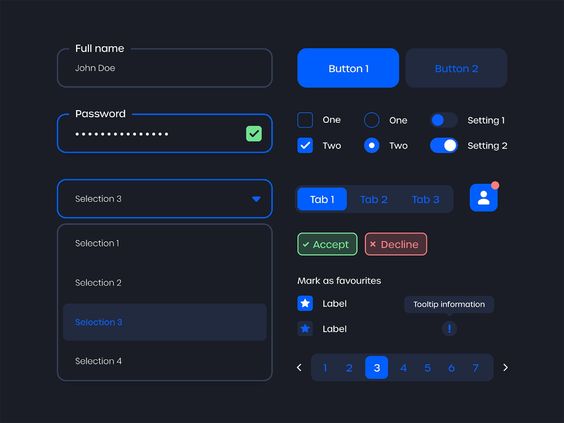 Full name
John Doe
Password
Selection 3
Selection 1
Selection 2
Selection 3
Selection 4
Button 1
Button 2
One
One
Setting 1
Two
Two
Setting 2
Tab 1
Tab 2
Tab 3
Accept
Decline
Mark as favourites
Label
Label
Tooltip information
!
1 2 3 4 5 6 7